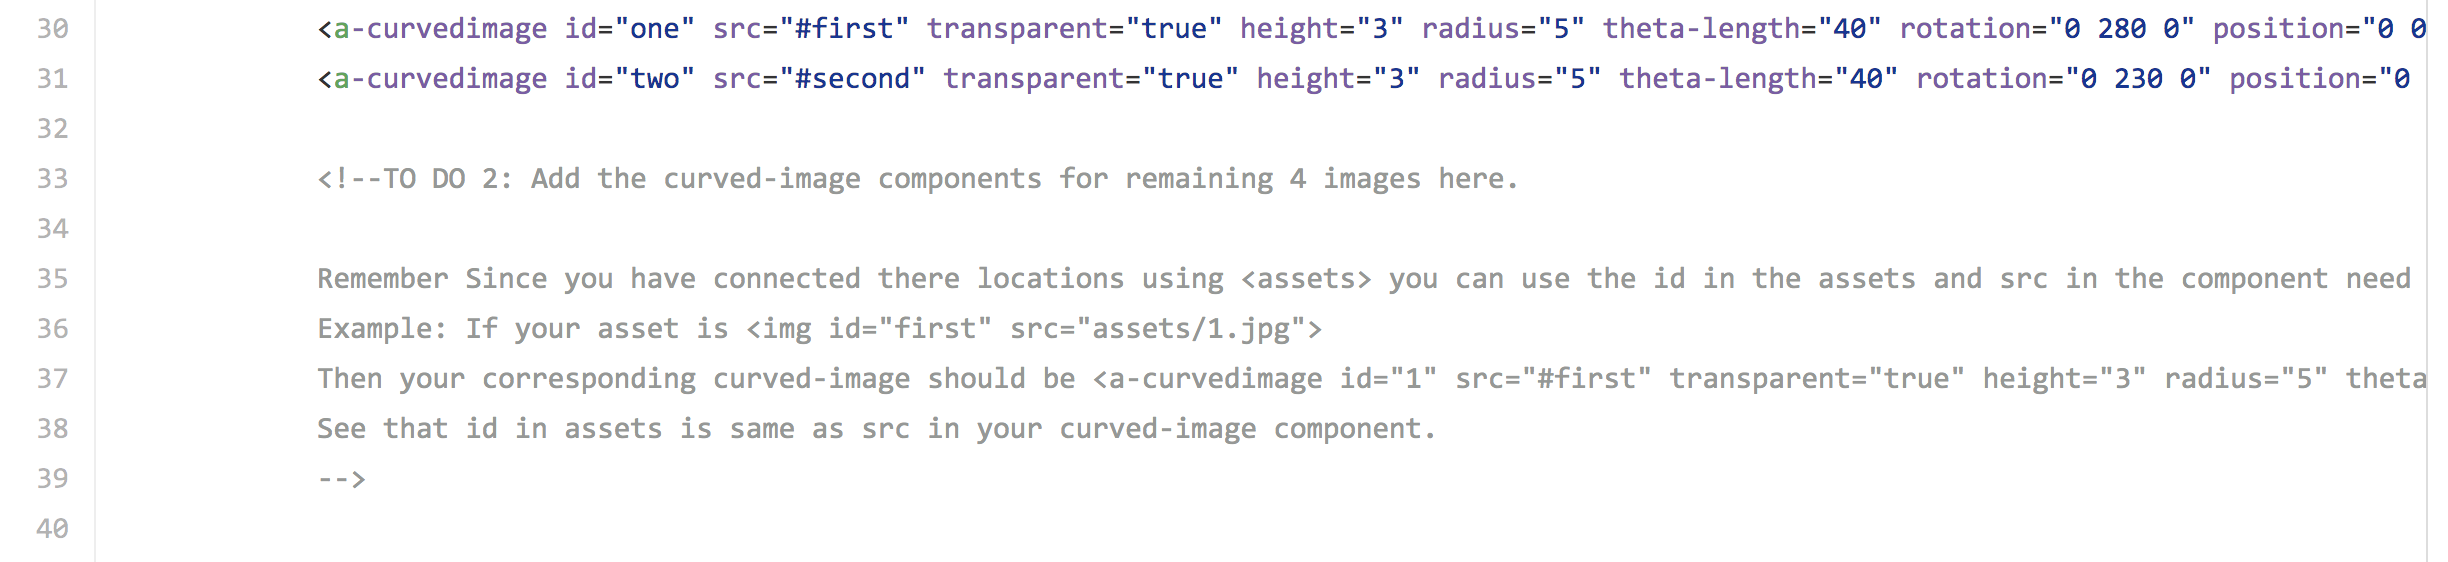 30 <a-curvedimage id="one" src="#first" transparent="true" height="3" radius="5" theta-length="40" rotation="0 280 0" position="0 0
31 <a-curvedimage id="two" src="#second" transparent="true" height="3" radius="5" theta-length="40" rotation="0 230 0" position="0
32
33 <!--TO DO 2: Add the curved-image components for remaining 4 images here.
34
35 Remember Since you have connected there locations using <assets> you can use the id in the assets and src in the component need
36 Example: If your asset is <img id="first" src="assets/1.jpg">
37 Then your corresponding curved-image should be <a-curvedimage id="1" src="#first" transparent="true" height="3" radius="5" theta
38 See that id in assets is same as src in your curved-image component.
39 -->
40